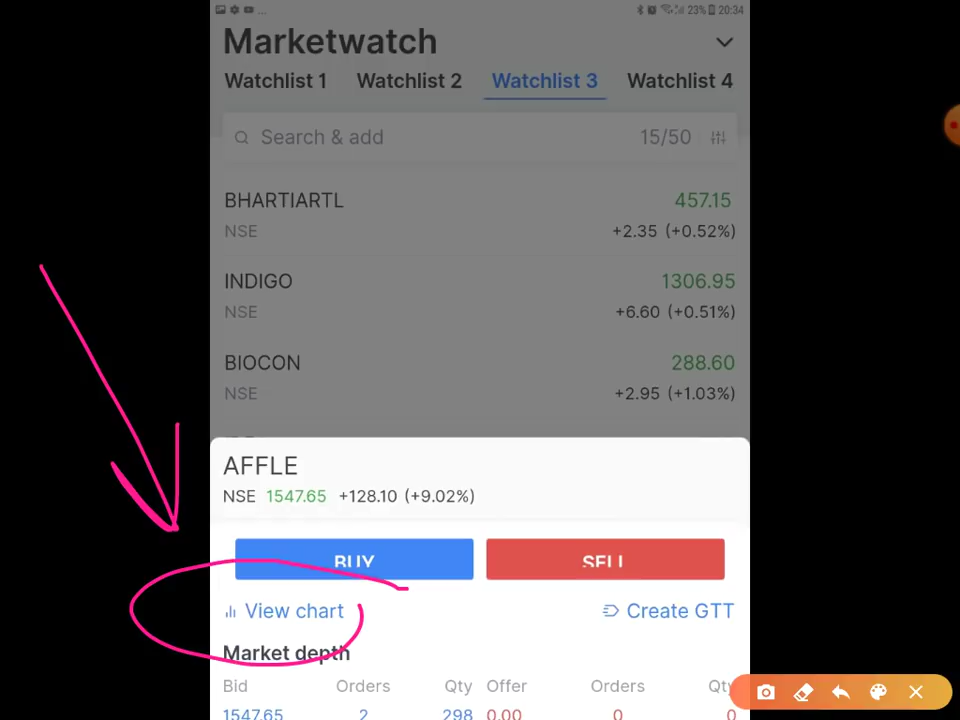 ... 23% 20:34
Marketwatch
Watchlist 1 Watchlist 2 Watchlist 3 Watchlist 4
Search & add 15/50
BHARTIARTL 457.15
NSE +2.35 (+0.52%)
INDIGO 1306.95
NSE +6.60 (+0.51%)
BIOCON 288.60
NSE +2.95 (+1.03%)
AFFLE
NSE 1547.65 +128.10 (+9.02%)
BUY SELL
View chart Create GTT
Market depth
Bid Orders Qty Offer Orders Qty
1547.65 2 298 0.00 0 0